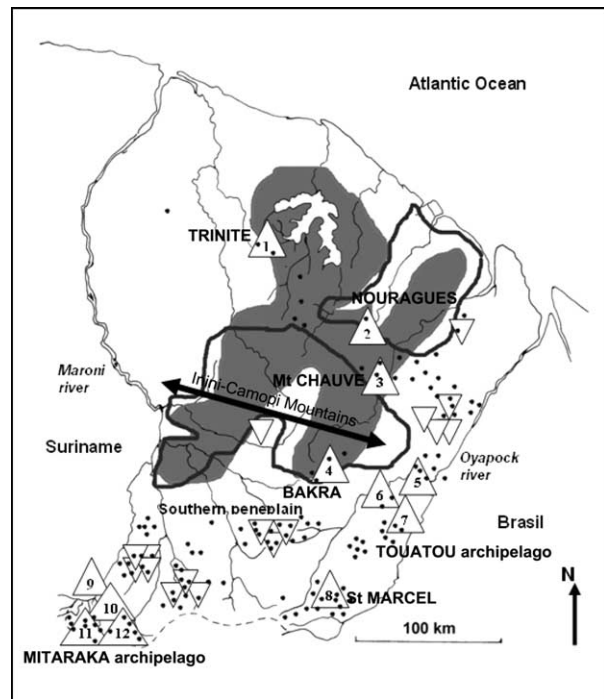 Atlantic Ocean
TRINITE
1
NOURAGUES
2
Mt CHAUVE
3
Maroni
river
Inini-Camopi Mountains
Suriname
4
BAKRA
Oyapock
river
5
6
Southern peneplain
7
Brasil
TOUATOU archipelago
9
8
St MARCEL
N
10
11
12
100 km
MITARAKA archipelago